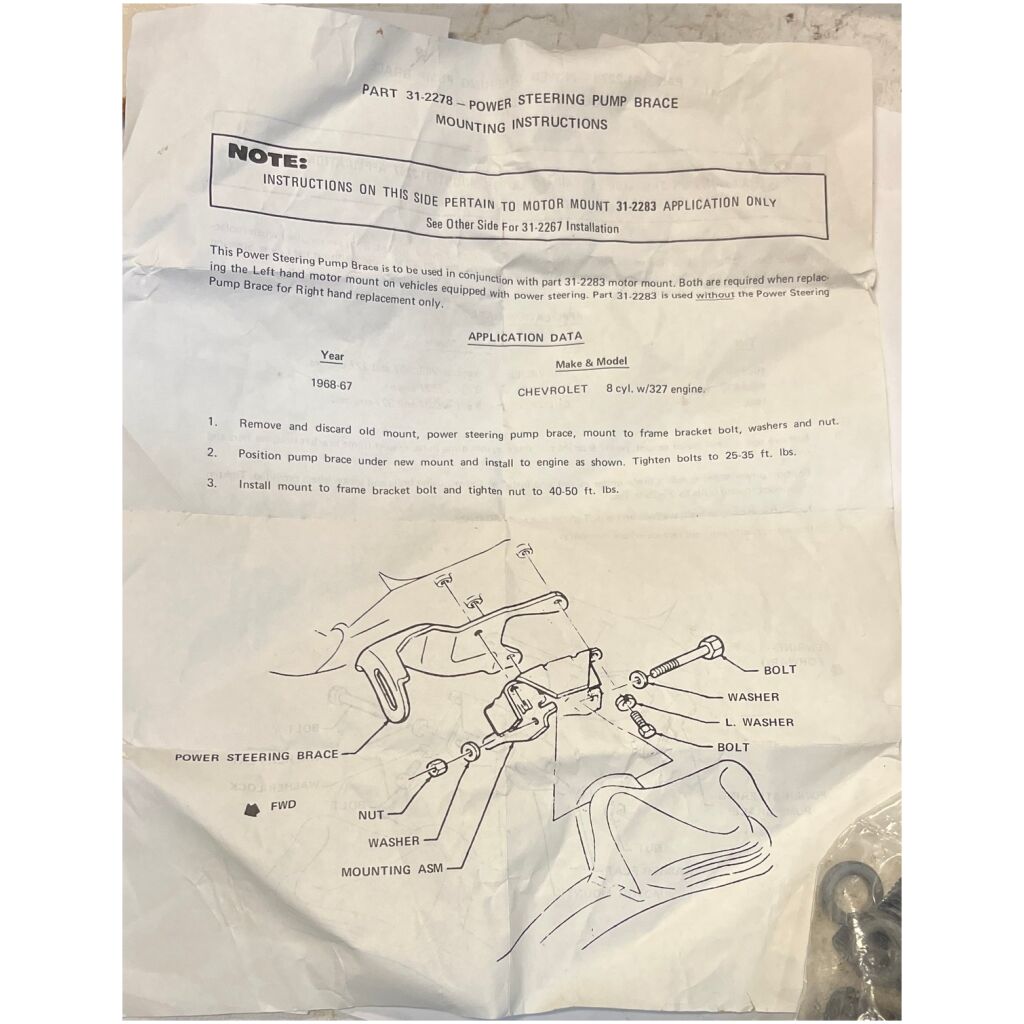 PART 31-2278 – POWER STEERING PUMP BRACE
MOUNTING INSTRUCTIONS
NOTE:
INSTRUCTIONS ON THIS SIDE PERTAIN TO MOTOR MOUNT 31-2283 APPLICATION ONLY
See Other Side For 31-2267 Installation
This Power Steering Pump Brace is to be used in conjunction with part 31-2283 motor mount. Both are required when replac-
ing the Left hand motor mount on vehicles equipped with power steering. Part 31-2283 is used without the Power Steering
Pump Brace for Right hand replacement only.
APPLICATION DATA
Year
Make & Model
1968-67
CHEVROLET 8 cyl. w/327 engine.
1. Remove and discard old mount, power steering pump brace, mount to frame bracket bolt, washers and nut.
2. Position pump brace under new mount and install to engine as shown. Tighten bolts to 25-35 ft. lbs.
3. Install mount to frame bracket bolt and tighten nut to 40-50 ft. lbs.
BOLT
WASHER
L. WASHER
BOLT
POWER STEERING BRACE
FWD
NUT
WASHER
MOUNTING ASM